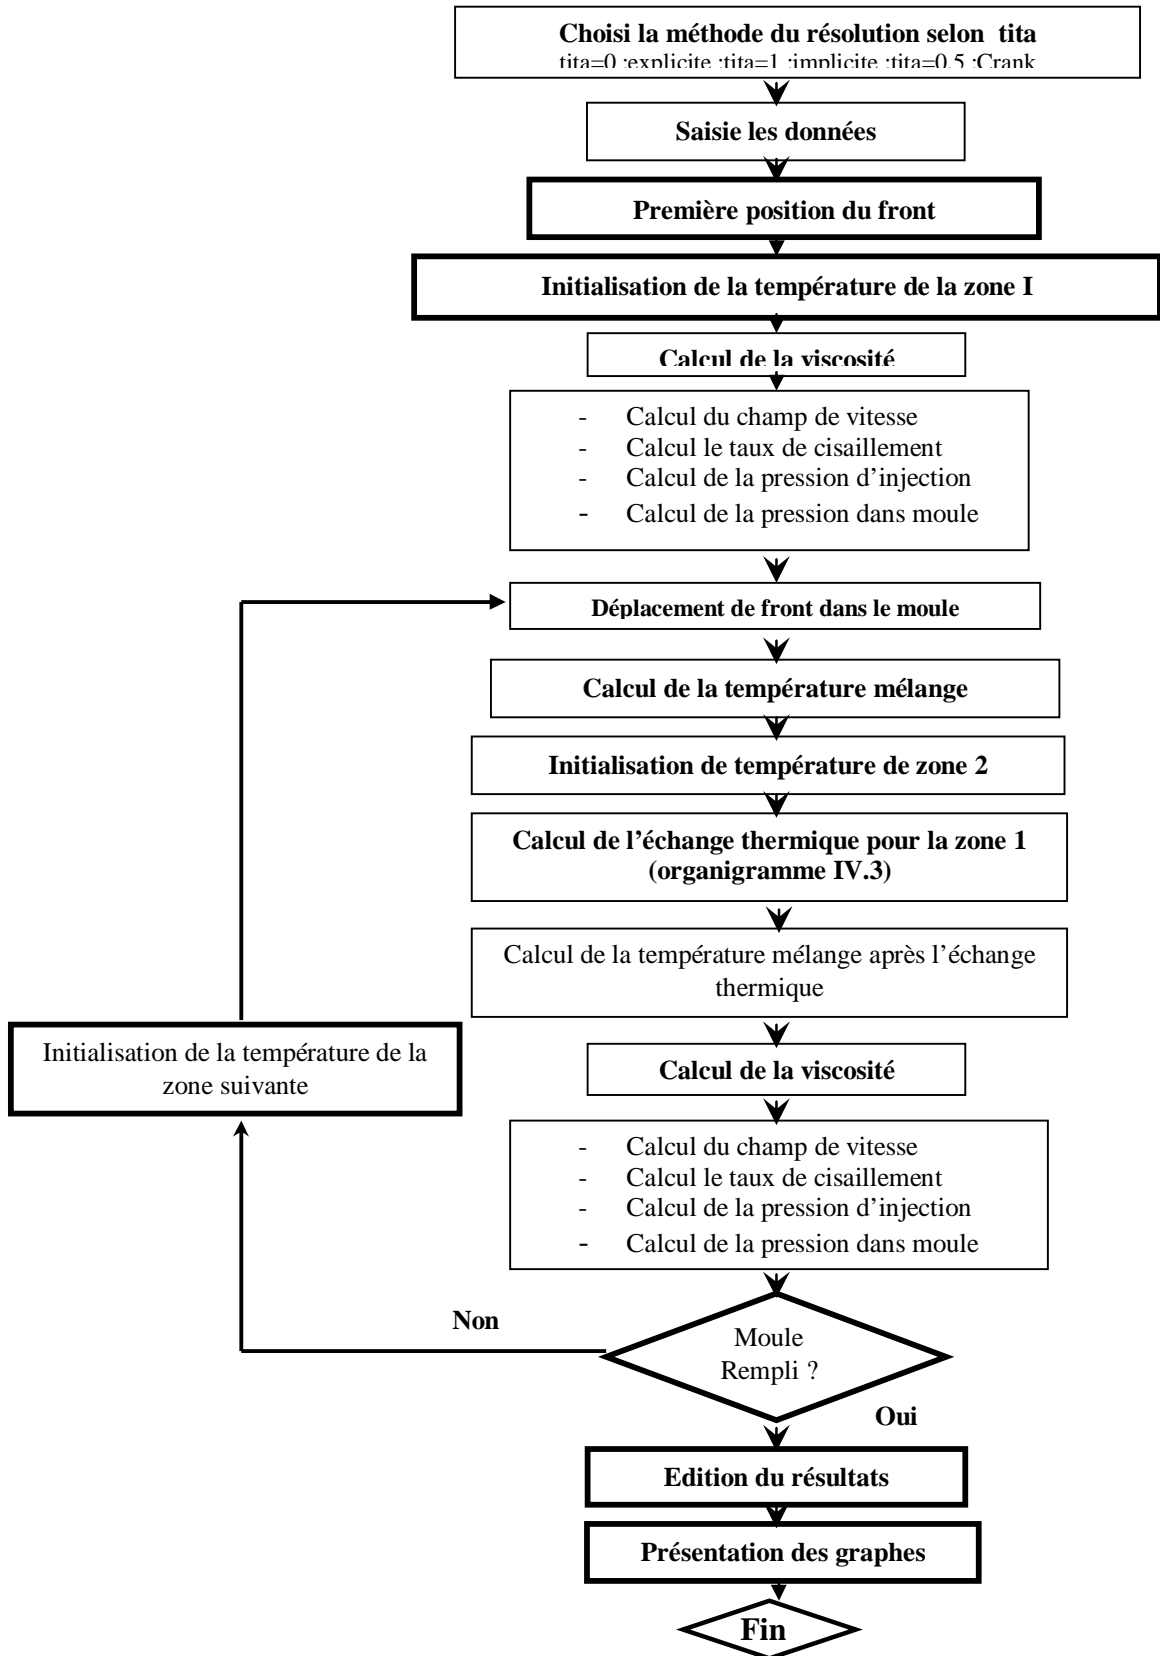 Choisi la méthode du résolution selon tita
tita=0 :explicite ;tita=1 :implicite ;tita=0.5 :Crank
Saisie les données
Première position du front
Initialisation de la température de la zone I
Calcul de la viscosité
- Calcul du champ de vitesse
- Calcul le taux de cisaillement
- Calcul de la pression d’injection
- Calcul de la pression dans moule
Déplacement de front dans le moule
Calcul de la température mélange
Initialisation de température de zone 2
Calcul de l’échange thermique pour la zone 1
(organigramme IV.3)
Calcul de la température mélange après l’échange
thermique
Initialisation de la température de la
zone suivante
Calcul de la viscosité
- Calcul du champ de vitesse
- Calcul le taux de cisaillement
- Calcul de la pression d’injection
- Calcul de la pression dans moule
Non
Moule
Rempli ?
Oui
Edition du résultats
Présentation des graphes
Fin